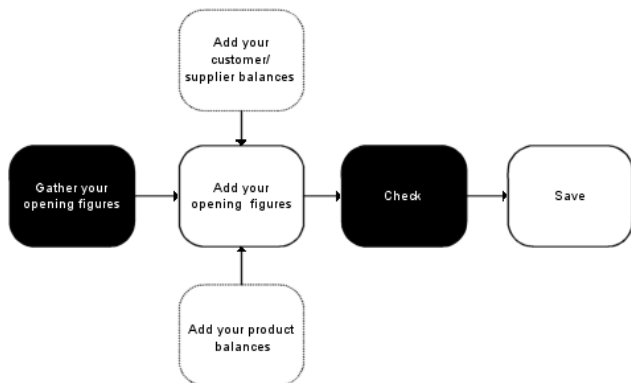 Add your
customer/
supplier balances
Gather your
opening figures
Add your
opening figures
Check
Save
Add your product
balances